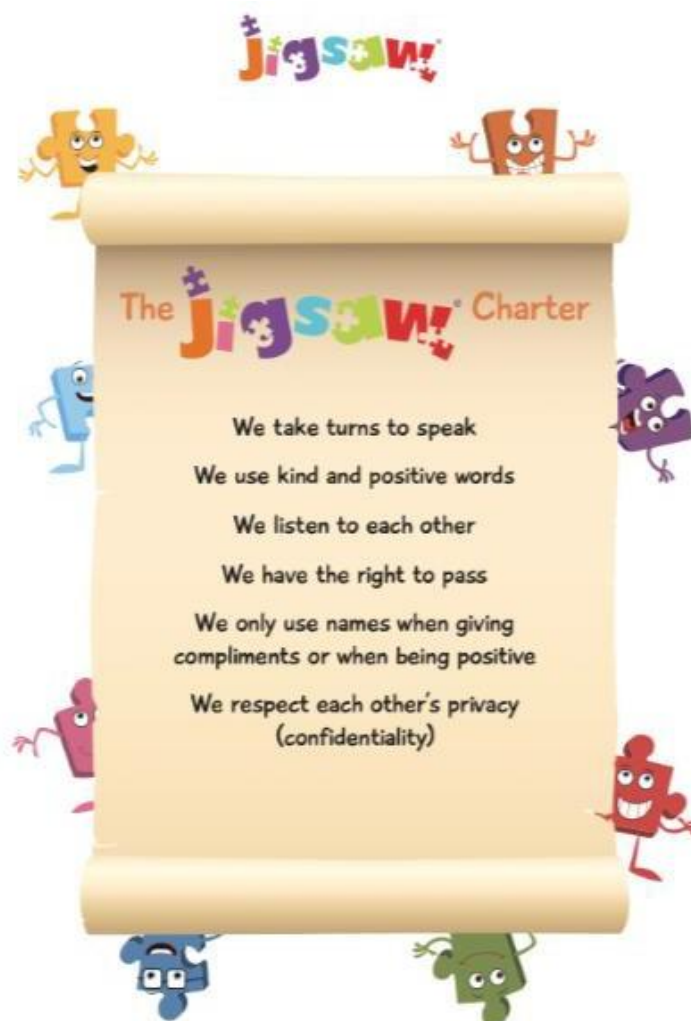 jigsaw
The jigsaw® Charter
We take turns to speak
We use kind and positive words
We listen to each other
We have the right to pass
We only use names when giving
compliments or when being positive
We respect each other's privacy
(confidentiality)